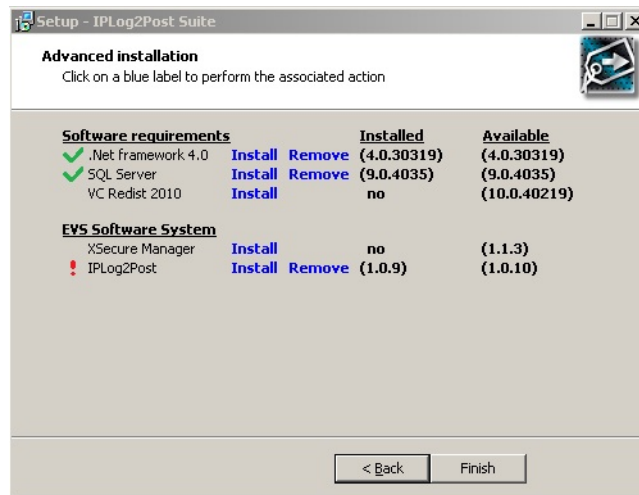 Setup - IPLog2Post Suite
Advanced installation
Click on a blue label to perform the associated action
Software requirements Installed Available
.Net framework 4.0 Install Remove (4.0.30319) (4.0.30319)
SQL Server Install Remove (9.0.4035) (9.0.4035)
VC Redist 2010 Install no (10.0.40219)
EVS Software System
XSecure Manager Install no (1.1.3)
IPLog2Post Install Remove (1.0.9) (1.0.10)
< Back Finish